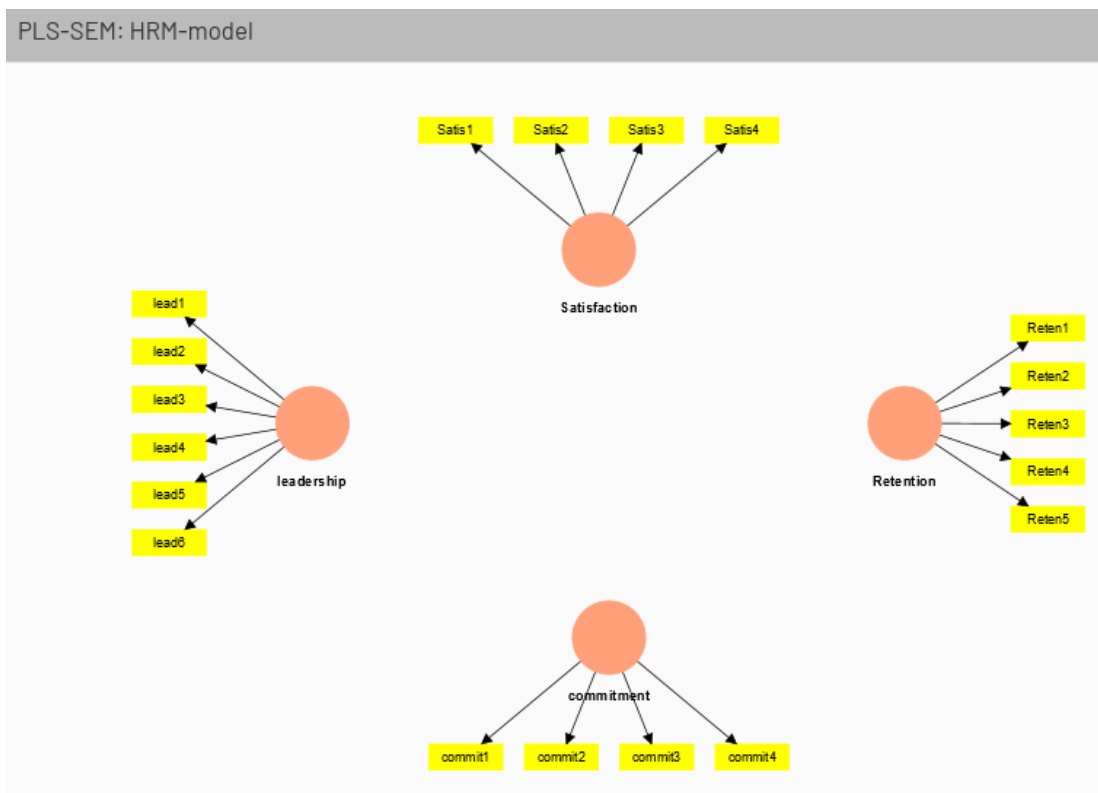 PLS-SEM: HRM-model
Satis1 Satis2 Satis3 Satis4
Satisfaction
lead1
lead2
lead3
lead4
lead5
lead6
leadership
Reten1
Reten2
Reten3
Reten4
Reten5
Retention
commitment
commit1 commit2 commit3 commit4